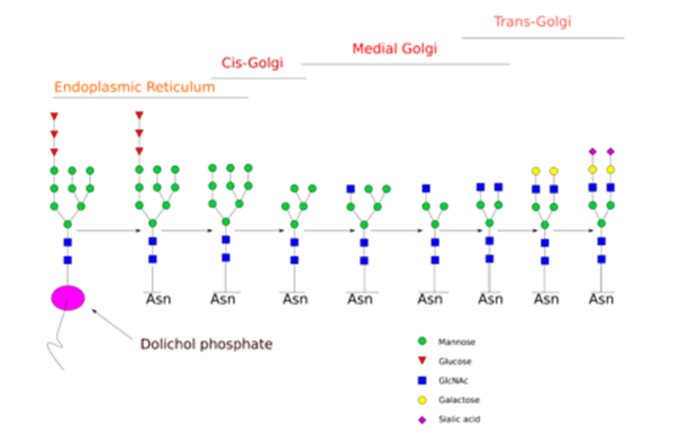 Trans-Golgi
Medial Golgi
Cis-Golgi
Endoplasmic Reticulum
Asn Asn Asn Asn Asn Asn Asn Asn
Dolichol phosphate
Mannose
Glucose
GlcNAc
Galactose
Sialic acid